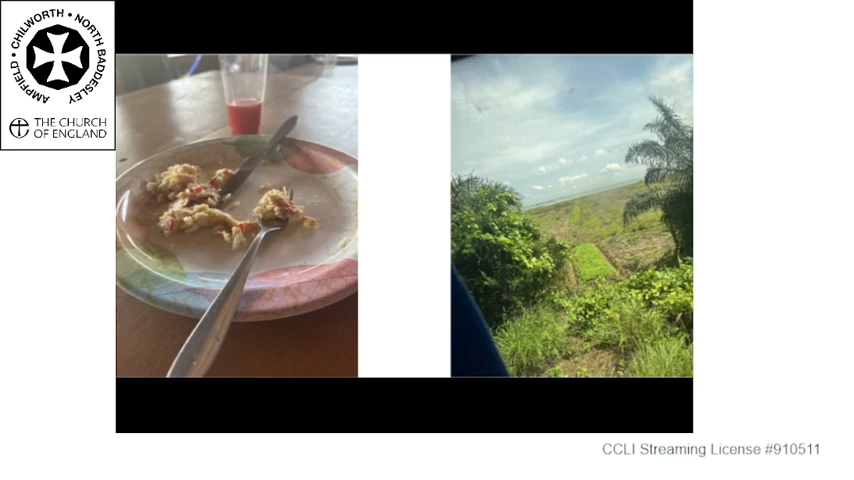 AMPFIELD • CHILWORTH • NORTH BADDESLEY
THE CHURCH
OF ENGLAND
CCLI Streaming License #910511